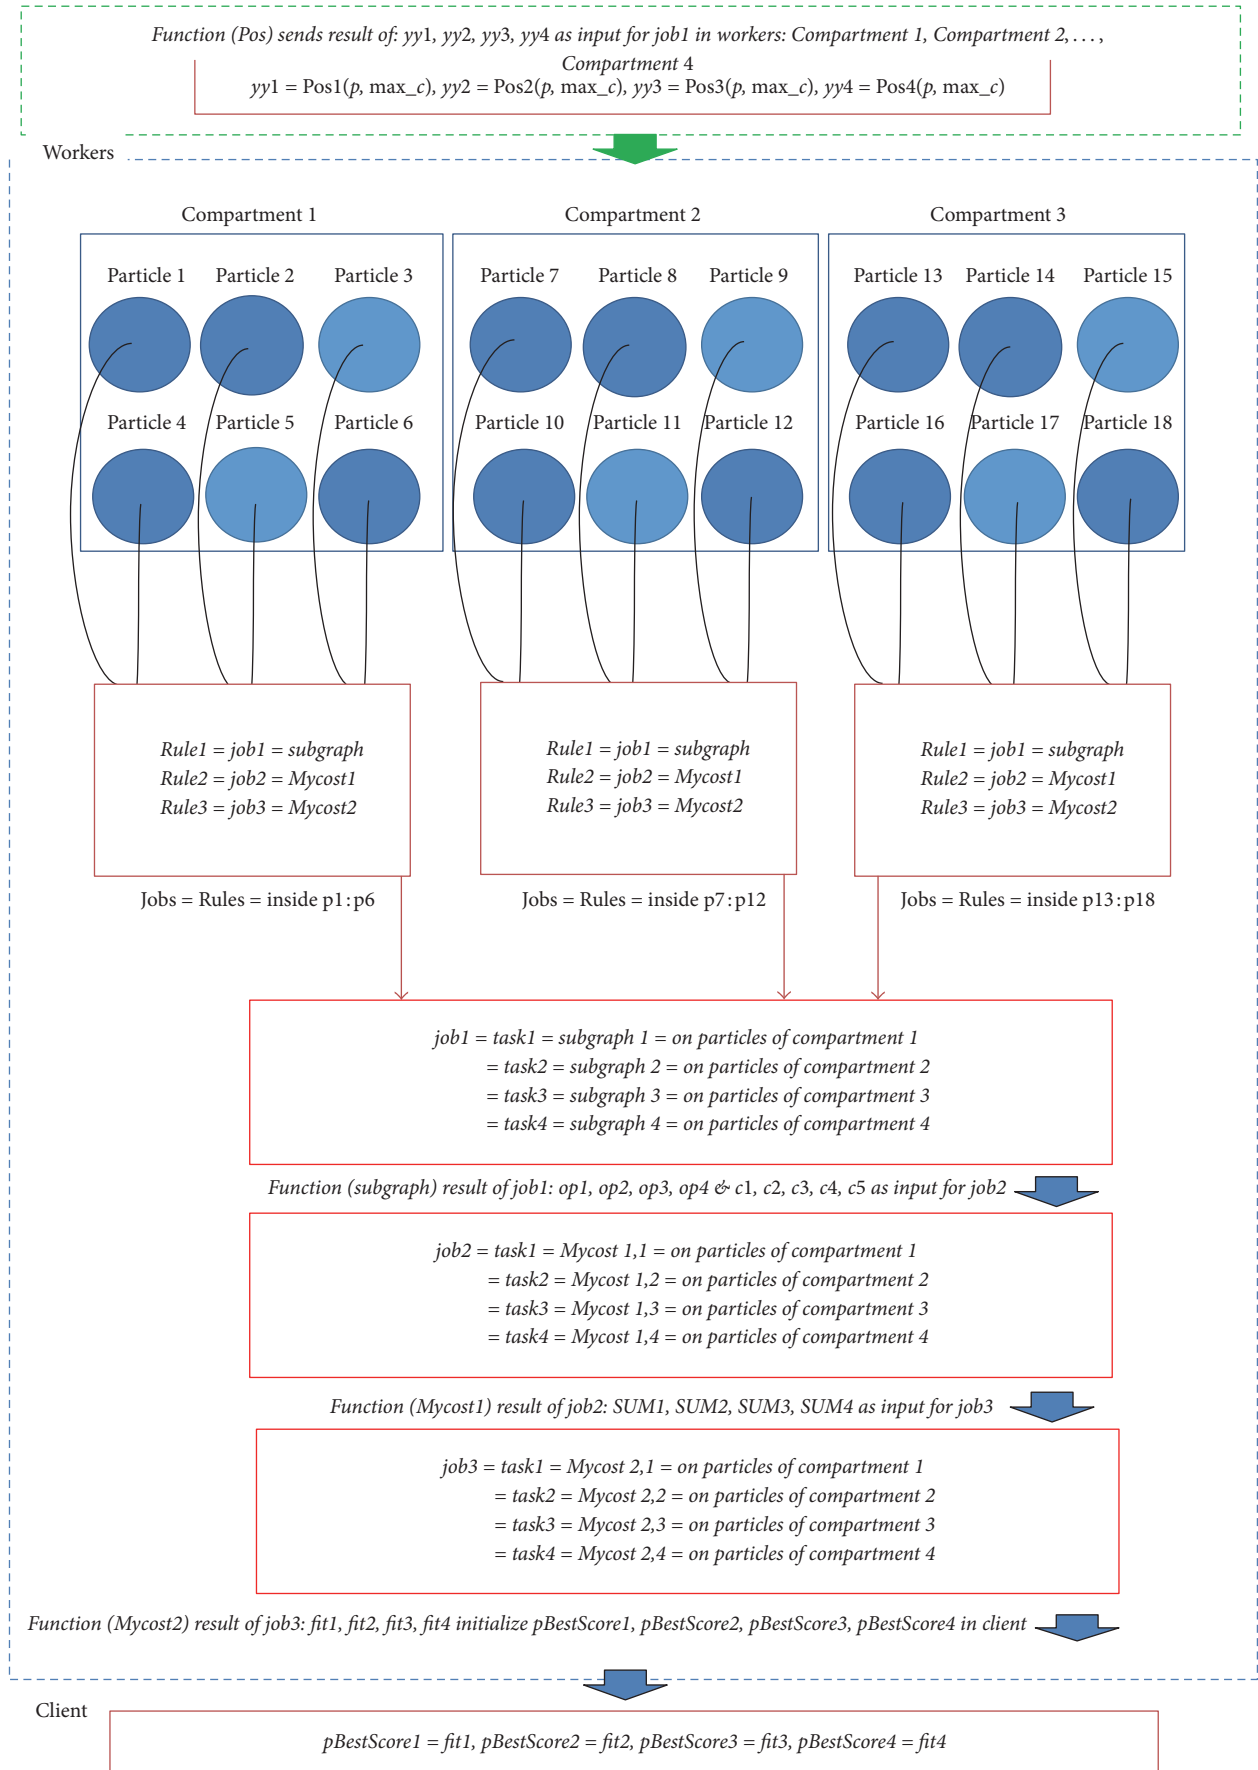 Function (Pos) sends result of: yy1, yy2, yy3, yy4 as input for job1 in workers: Compartment 1, Compartment 2, . . . ,
Compartment 4
yy1 = Pos1(p, max_c), yy2 = Pos2(p, max_c), yy3 = Pos3(p, max_c), yy4 = Pos4(p, max_c)
Workers
Compartment 1
Compartment 2
Compartment 3
Particle 1 Particle 2 Particle 3
Particle 7 Particle 8 Particle 9
Particle 13 Particle 14 Particle 15
Particle 4 Particle 5 Particle 6
Particle 10 Particle 11 Particle 12
Particle 16 Particle 17 Particle 18
Rule1 = job1 = subgraph
Rule2 = job2 = Mycost1
Rule3 = job3 = Mycost2
Rule1 = job1 = subgraph
Rule2 = job2 = Mycost1
Rule3 = job3 = Mycost2
Rule1 = job1 = subgraph
Rule2 = job2 = Mycost1
Rule3 = job3 = Mycost2
Jobs = Rules = inside p1:p6
Jobs = Rules = inside p7:p12
Jobs = Rules = inside p13:p18
job1 = task1 = subgraph 1 = on particles of compartment 1
= task2 = subgraph 2 = on particles of compartment 2
= task3 = subgraph 3 = on particles of compartment 3
= task4 = subgraph 4 = on particles of compartment 4
Function (subgraph) result of job1: op1, op2, op3, op4 & c1, c2, c3, c4, c5 as input for job2
job2 = task1 = Mycost 1,1 = on particles of compartment 1
= task2 = Mycost 1,2 = on particles of compartment 2
= task3 = Mycost 1,3 = on particles of compartment 3
= task4 = Mycost 1,4 = on particles of compartment 4
Function (Mycost1) result of job2: SUM1, SUM2, SUM3, SUM4 as input for job3
job3 = task1 = Mycost 2,1 = on particles of compartment 1
= task2 = Mycost 2,2 = on particles of compartment 2
= task3 = Mycost 2,3 = on particles of compartment 3
= task4 = Mycost 2,4 = on particles of compartment 4
Function (Mycost2) result of job3: fit1, fit2, fit3, fit4 initialize pBestScore1, pBestScore2, pBestScore3, pBestScore4 in client
Client
pBestScore1 = fit1, pBestScore2 = fit2, pBestScore3 = fit3, pBestScore4 = fit4